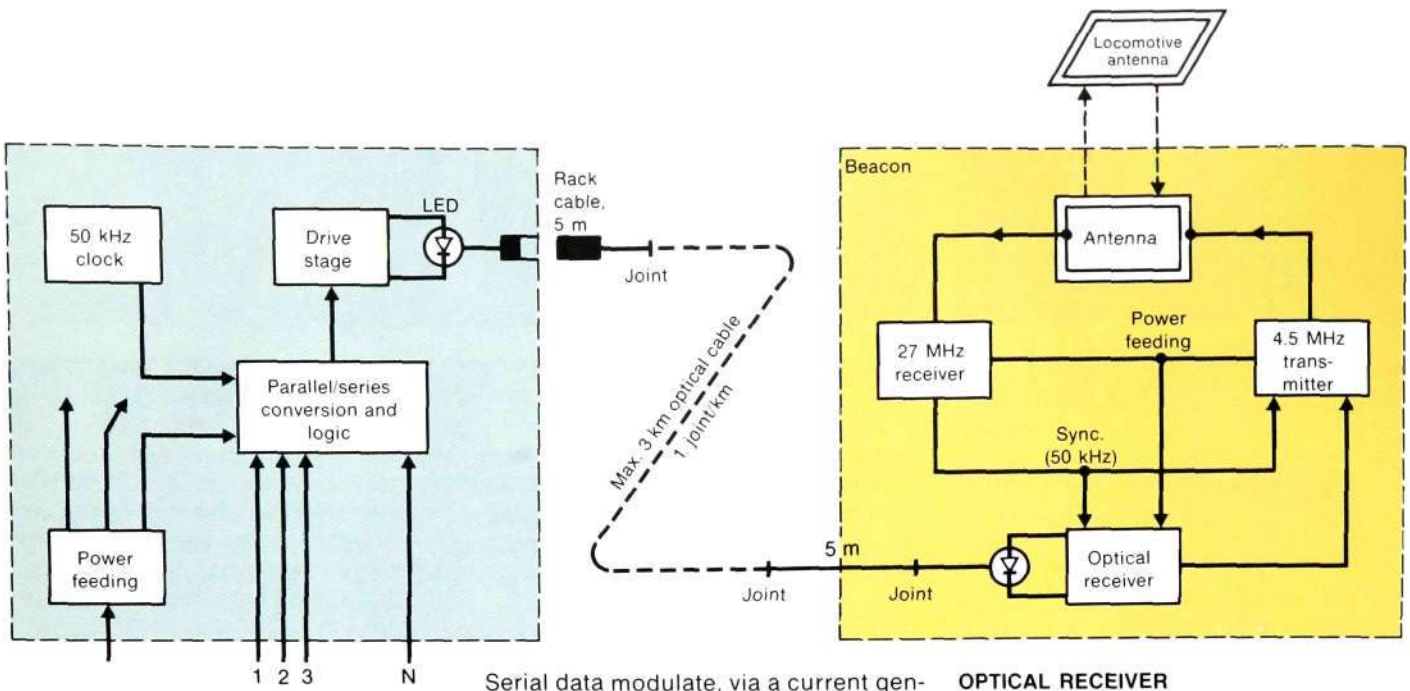 Locomotive
antenna
Beacon
Rack
cable,
5 m
LED
50 kHz
clock
Drive
stage
Joint
Antenna
Power
feeding
27 MHz
receiver
4.5 MHz
trans-
mitter
Parallel/series
conversion and
logic
Max. 3 km optical cable
1 joint/km
Sync.
(50 kHz)
Power
feeding
5 m
Joint
Joint
Optical
receiver
1 2 3 N
Serial data modulate, via a current gen-
OPTICAL RECEIVER